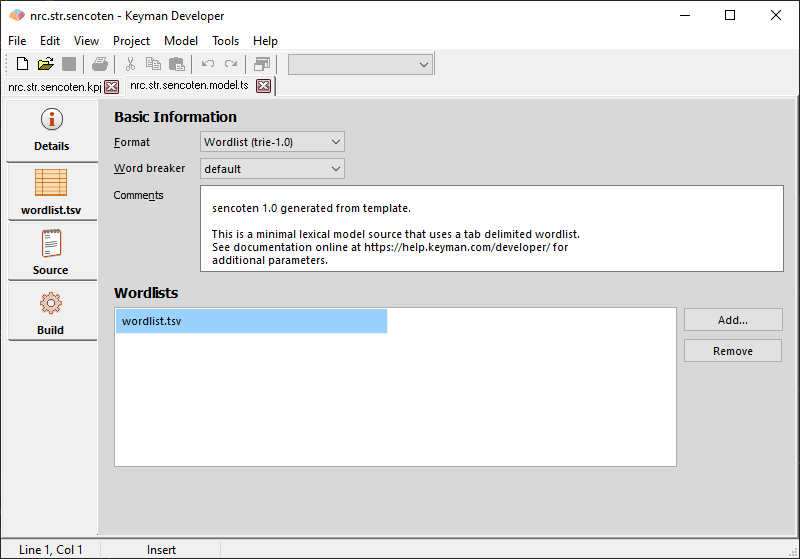 nrc.str.sencoten - Keyman Developer
File Edit View Project Model Tools Help
nrc.str.sencoten.kpj nrc.str.sencoten.model.ts
Details
wordlist.tsv
Source
Build
Basic Information
Format Wordlist (trie-1.0)
Word breaker default
Comments
sencoten 1.0 generated from template.
This is a minimal lexical model source that uses a tab delimited wordlist.
See documentation online at https://help.keyman.com/developer/ for
additional parameters.
Wordlists
wordlist.tsv
Add...
Remove
Line 1, Col 1 Insert